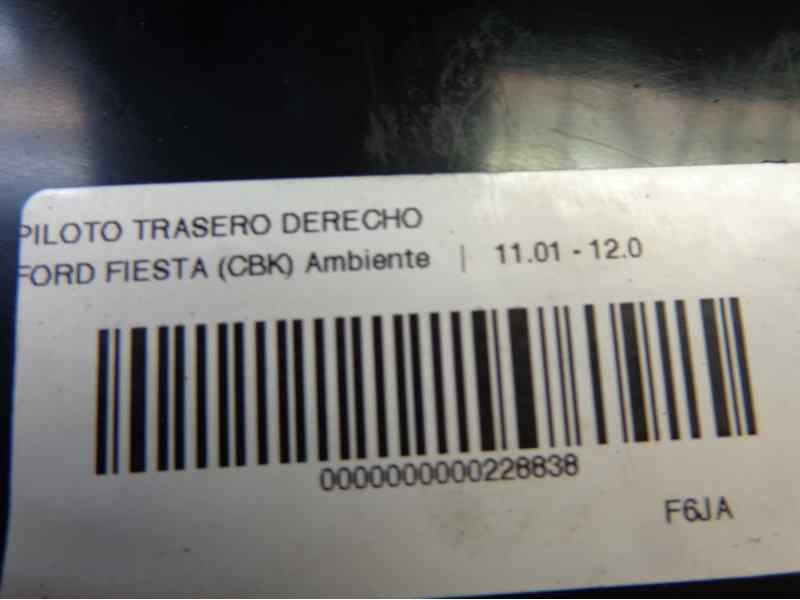 PILOTO TRASERO DERECHO
FORD FIESTA (CBK) Ambiente | 11.01 - 12.0
0000000000228838
F6JA